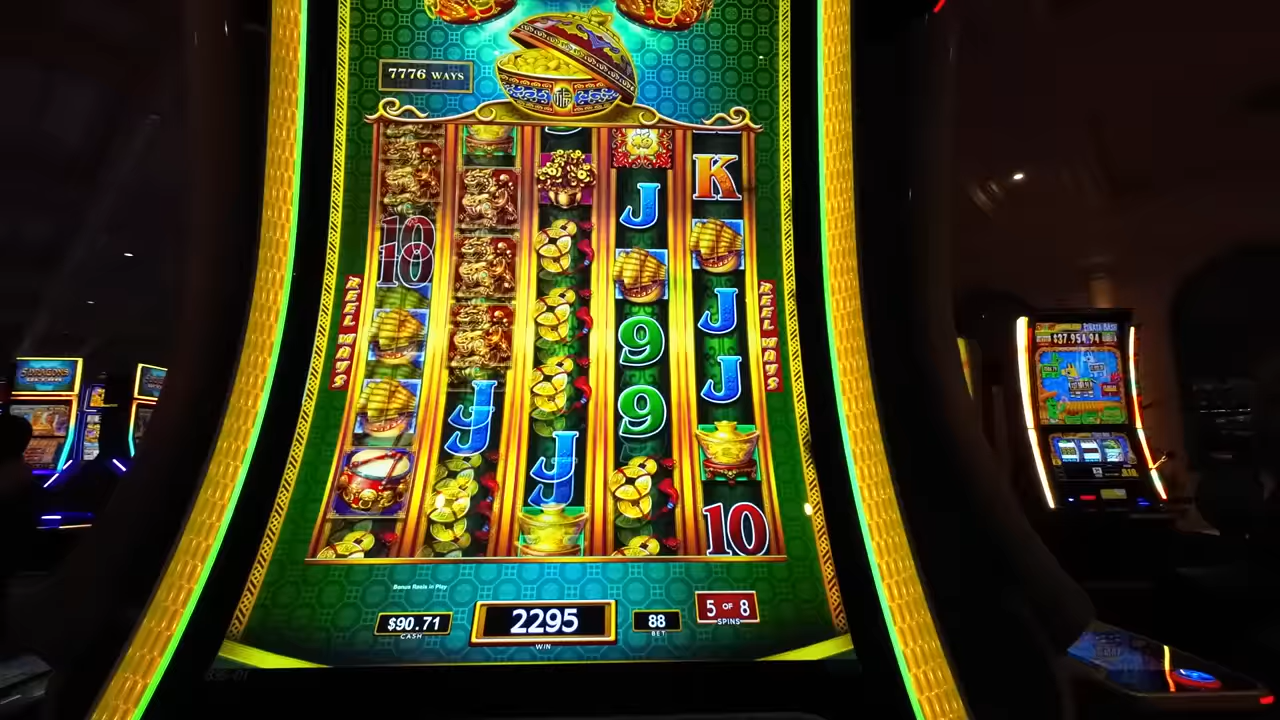 7776 WAYS
K
J
10
10
J
9
J
9
J
J
J
10
REEL WAYS
REEL WAYS
Bonus Reels in Play
$90.71
CASH
2295
WIN
88
BET
5 OF 8
SPINS
5 DRAGONS
$37,954.94